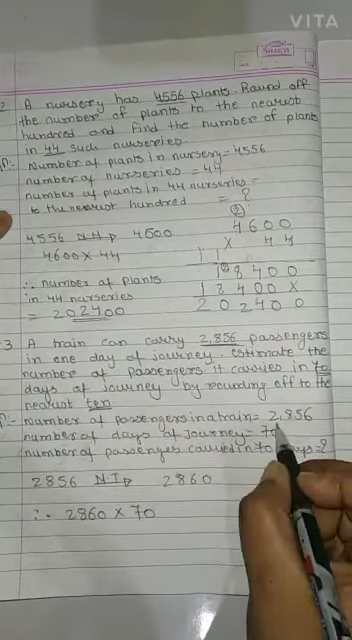 VITA
SHAKTI
2 A nursery has 4556 plants. Round off
the number of plants to the nearest
hundred and find the number of plants
in 44 such nurseries.
Number of plants in nursery = 4556
number of nurseries = 44
number of plants in 44 nurseries =
to the nearest hundred = ?
4556 N.N 4600
4600 × 44
∴ number of plants
in 44 nurseries
= 202400
4600
× 44
18400
18400×
202400
3 A train can carry 2,856 passengers
in one day of journey. estimate the
number of passengers it carries in 70
days of journey by rounding off to the
nearest ten
number of passengers in a train = 2,856
number of days of Journey = 70
number of passenger carried in 70 days = ?
2856 N.T 2860
∴ 2860 × 70